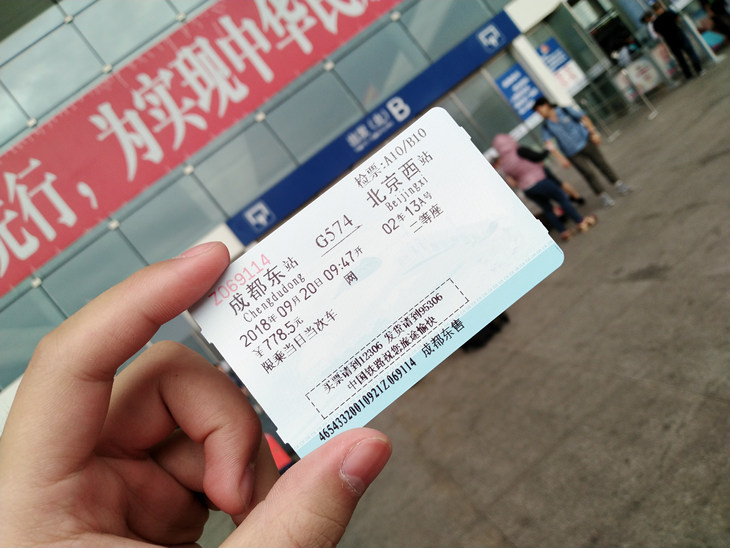 先行，为实现中华民
出口（北）B
Z069114
检票:A10/B10
成都东站
G574
北京西站
Chengdudong
Beijingxi
2018年09月20日09:47开
02车13A号
￥778.5元
网
二等座
限乘当日当次车
买票请到12306 发货请到95306
中国铁路祝您旅途愉快
46543320010921Z069114 成都东售